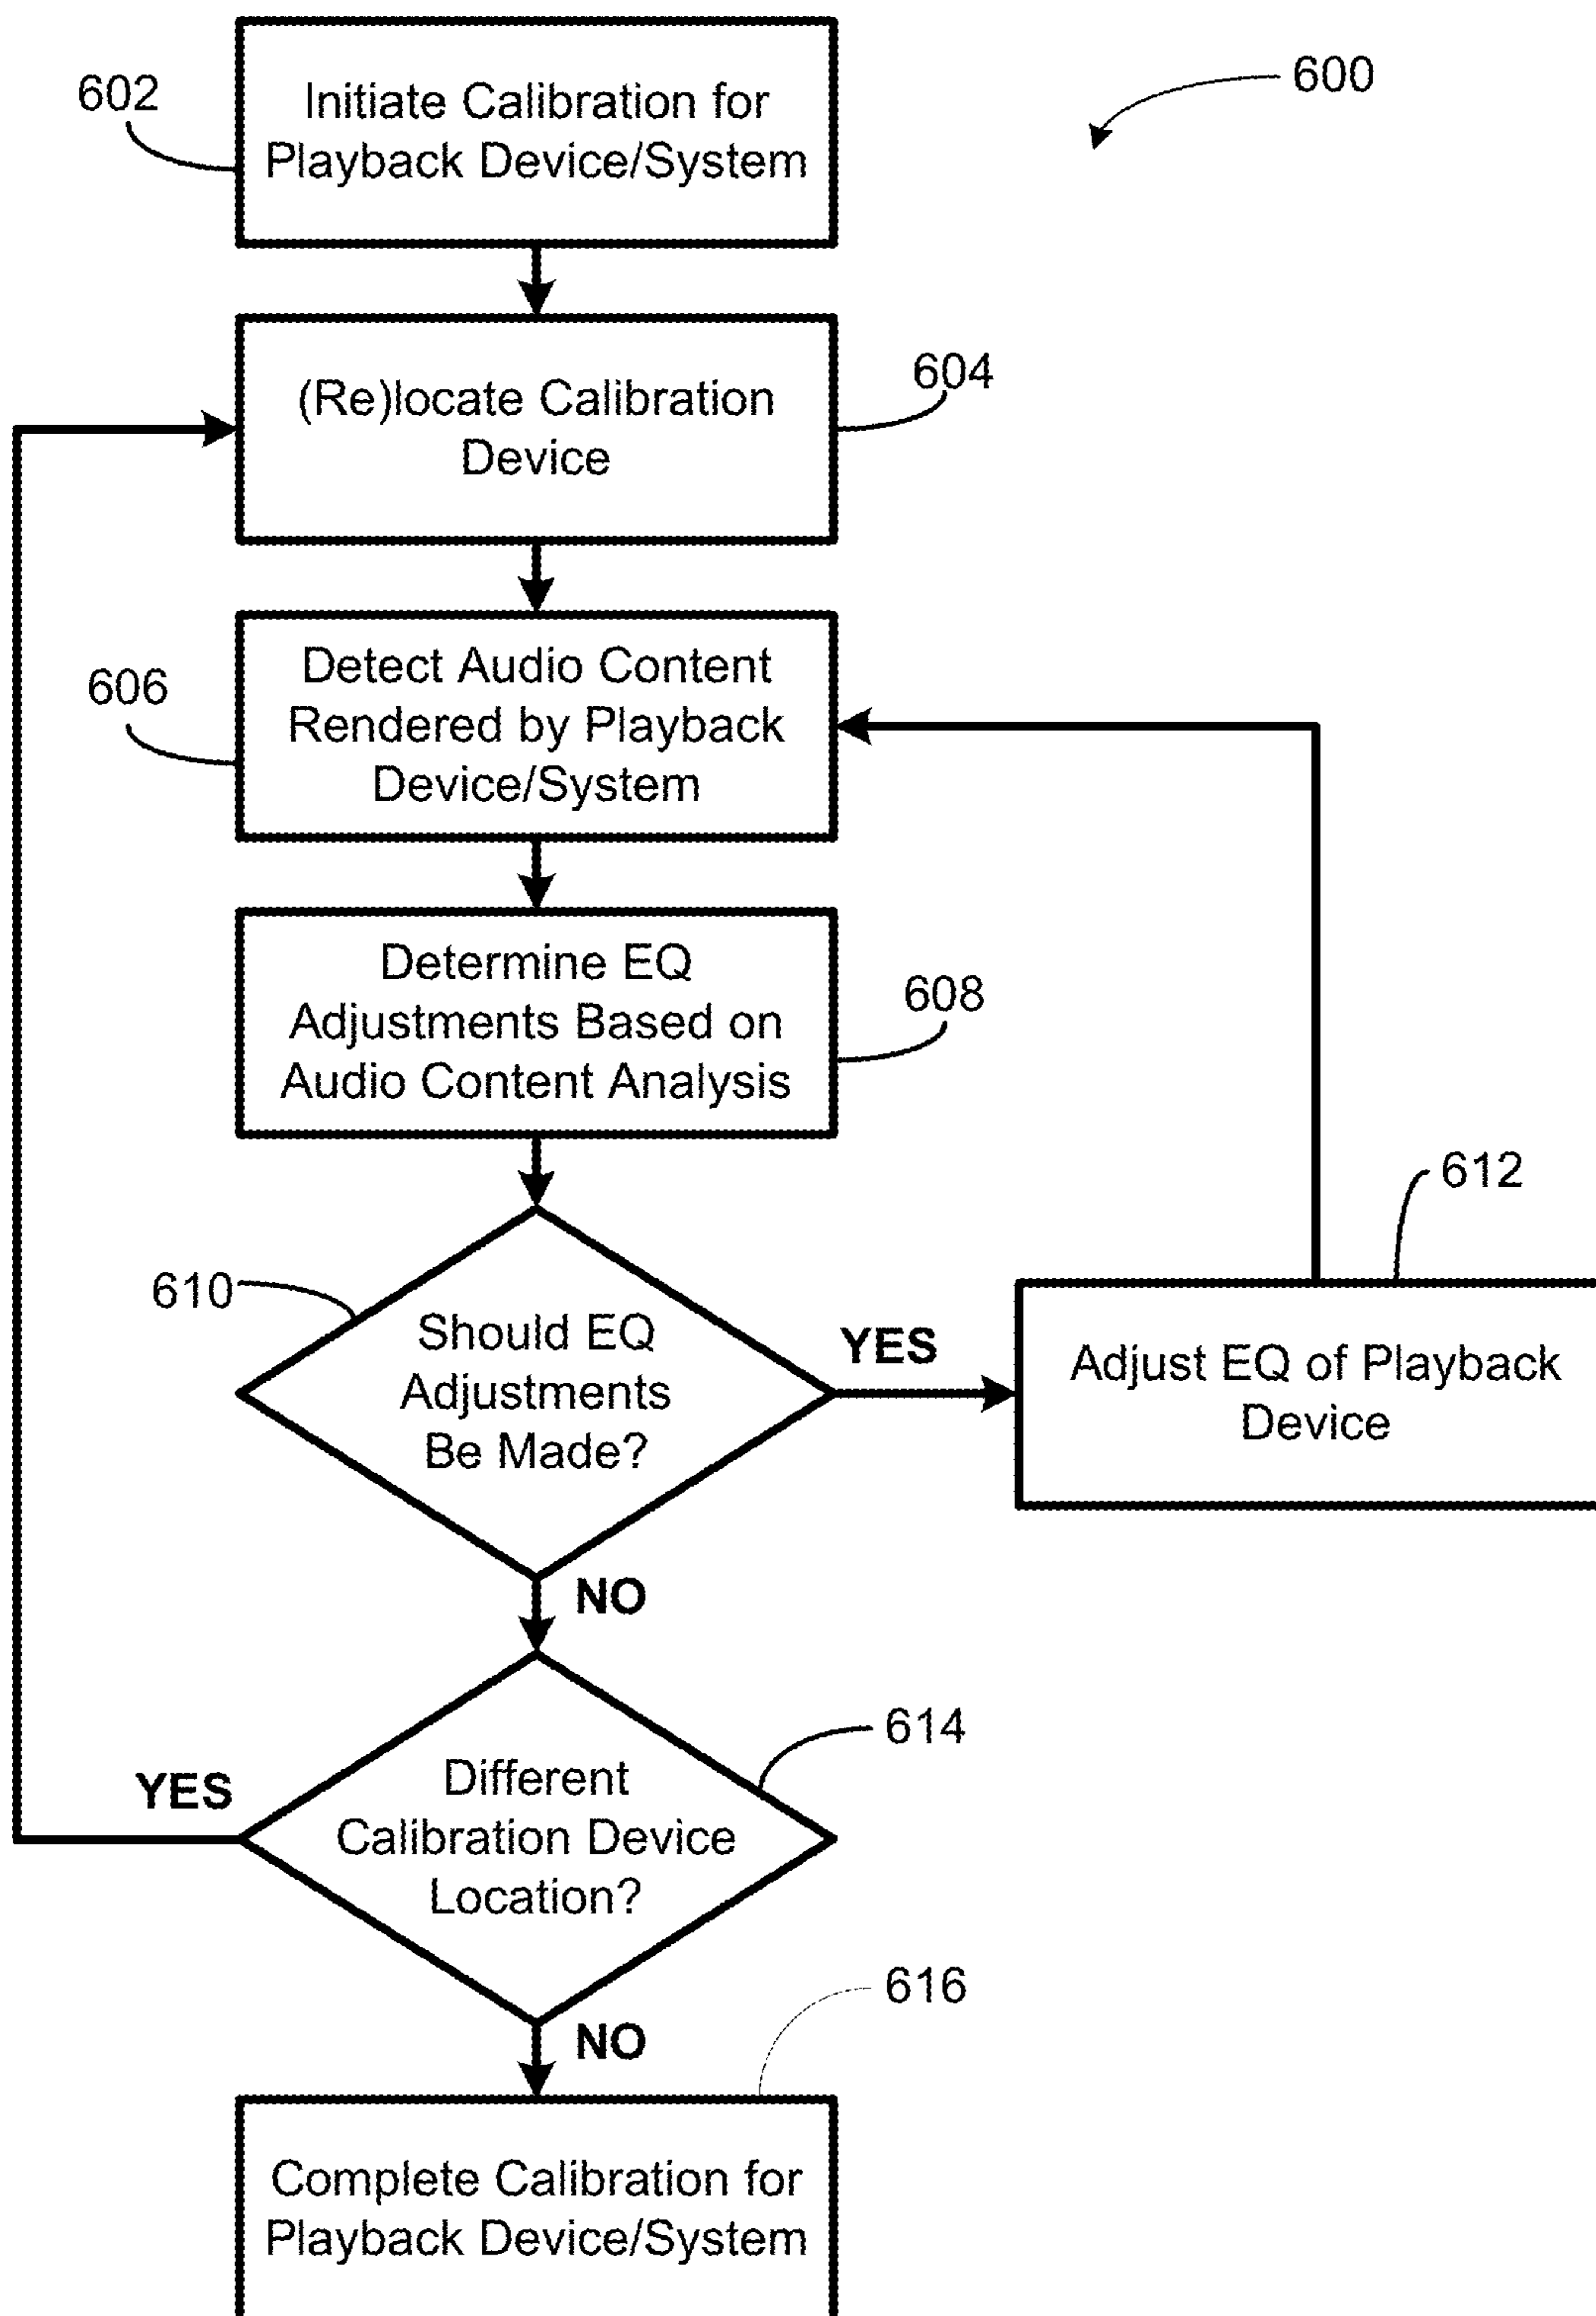 600
602
Initiate Calibration for
Playback Device/System
604
(Re)locate Calibration
Device
606
Detect Audio Content
Rendered by Playback
Device/System
608
Determine EQ
Adjustments Based on
Audio Content Analysis
610
Should EQ
Adjustments
Be Made?
YES
612
Adjust EQ of Playback
Device
NO
614
Different
Calibration Device
Location?
YES
NO
616
Complete Calibration for
Playback Device/System